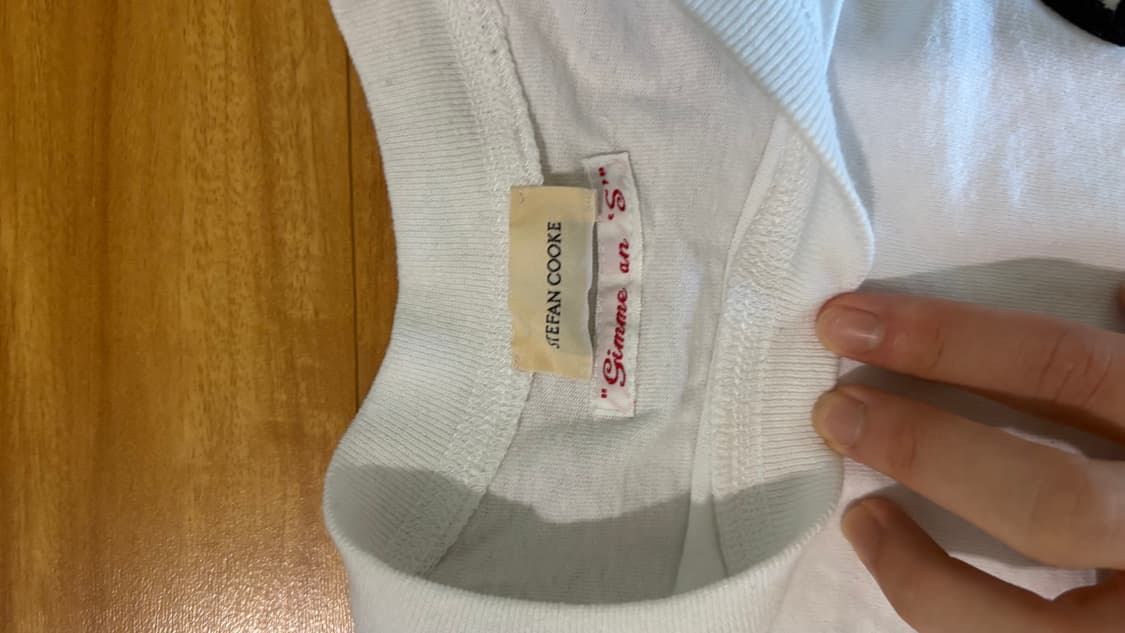 STEFAN COOKE
"Gimme an 'S'"